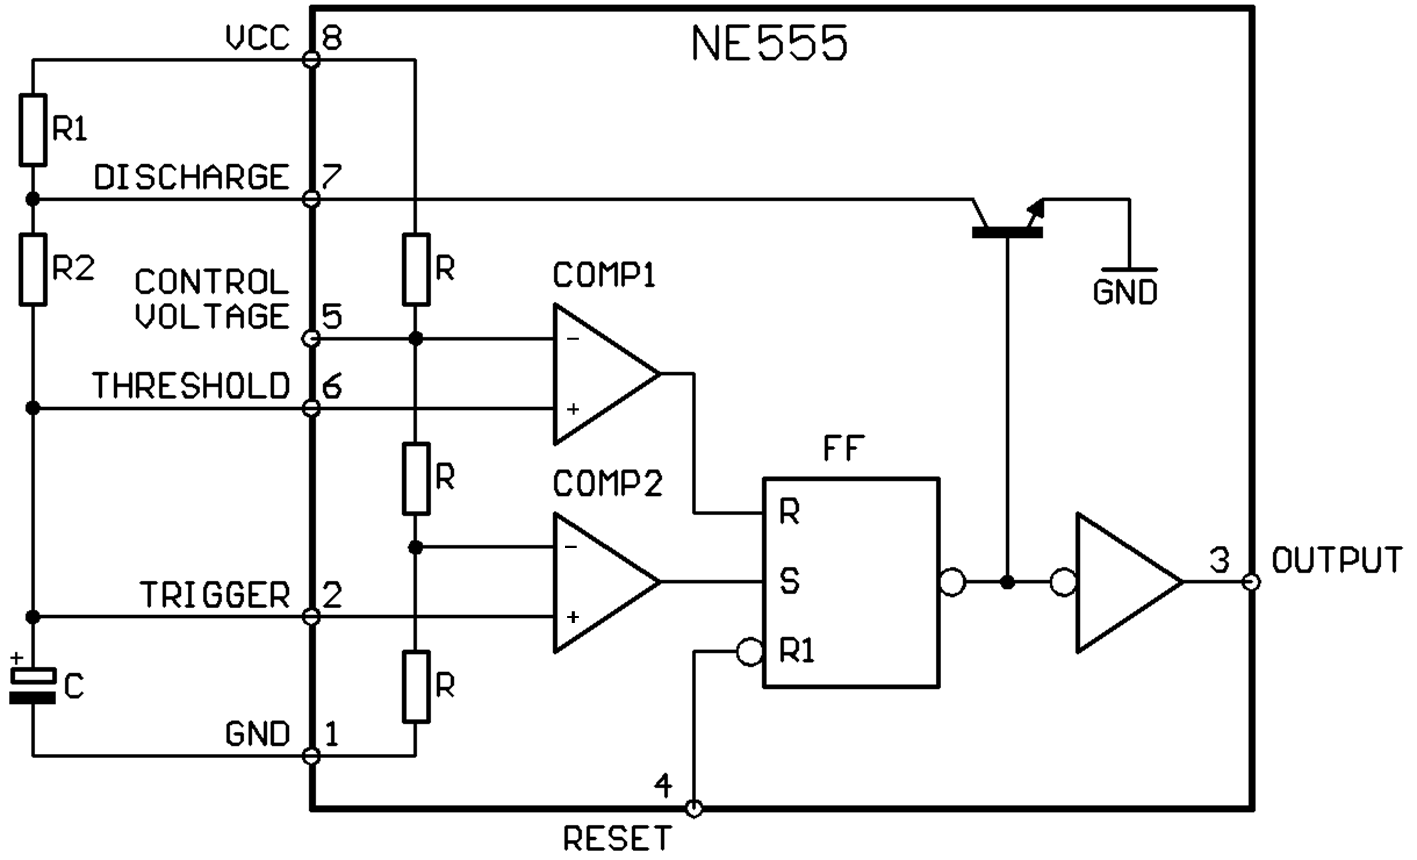 NE555
VCC 8
R1
DISCHARGE 7
R2
R
CONTROL
VOLTAGE 5
COMP1
GND
-
THRESHOLD 6
+
FF
R
COMP2
R
-
S
3 OUTPUT
TRIGGER 2
+
R1
+
C
R
GND 1
4
RESET